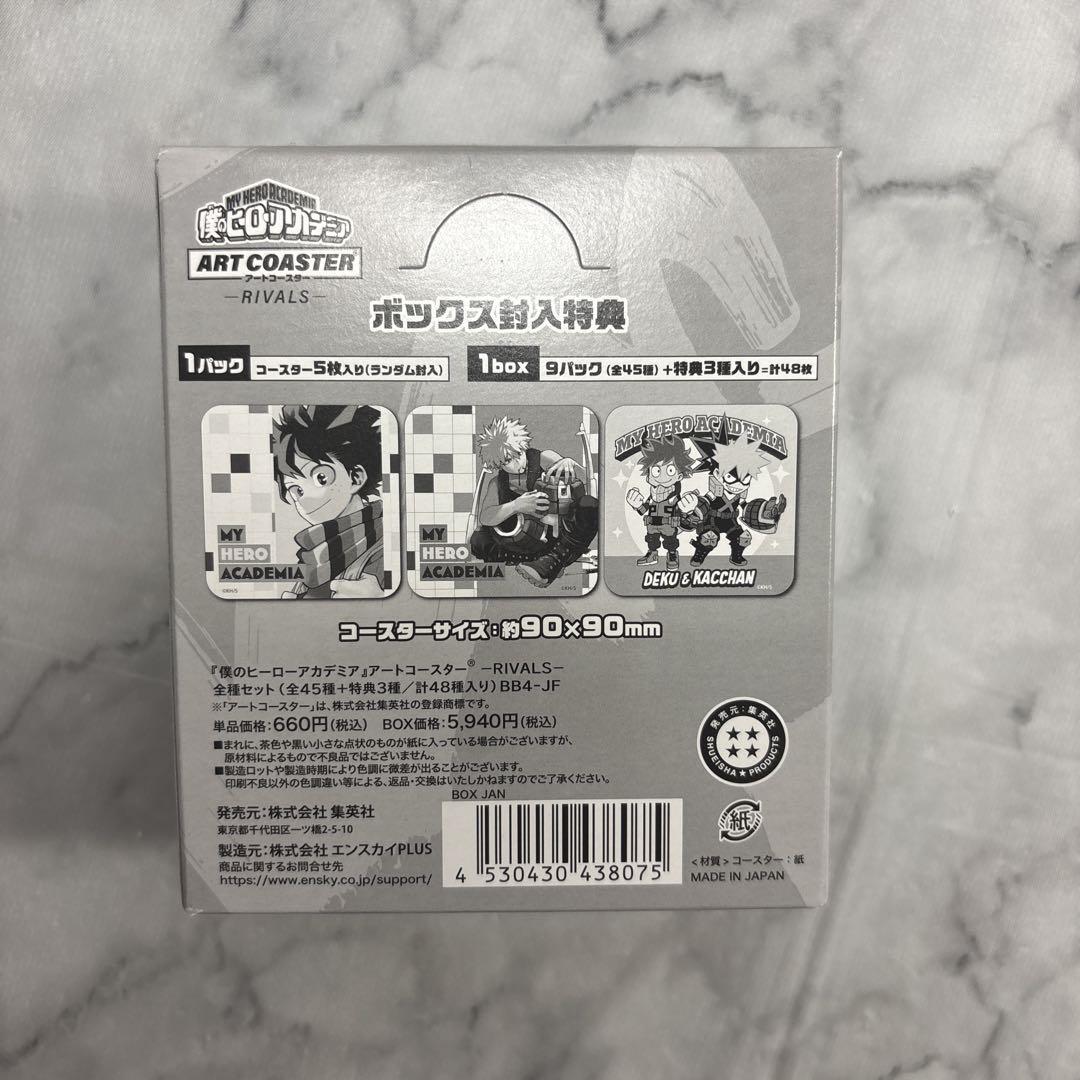 MY HERO ACADEMIA
僕のヒーローアカデミア
ART COASTER®
アートコースター
—RIVALS—
ボックス封入特典
1パック コースター5枚入り(ランダム封入) 1box 9パック(全45種)+特典3種入り=計48枚
MY
HERO
ACADEMIA
©KH/S
MY
HERO
ACADEMIA
©KH/S
MY HERO ACADEMIA
DEKU & KACCHAN
©KH/S
コースターサイズ:約90×90mm
『僕のヒーローアカデミア』アートコースター® —RIVALS—
全種セット(全45種+特典3種/計48種入り)BB4-JF
※「アートコースター」は、株式会社集英社の登録商標です。
単品価格:660円(税込) BOX価格:5,940円(税込)
■まれに、茶色や黒い小さな点状のものが紙に入っている場合がございますが、
原材料によるもので不良品ではございません。
■製造ロットや製造時期により色調に微差が出ることがございます。
印刷不良以外の色調違い等による、返品・交換はいたしかねますのでご了承ください。
BOX JAN
発売元:株式会社 集英社
東京都千代田区一ツ橋2-5-10
製造元:株式会社 エンスカイPLUS
商品に関するお問合せ先
https://www.ensky.co.jp/support/
4 530430 438075
発売元:集英社
SHUEISHA★PRODUCTS
紙
<材質>コースター:紙
MADE IN JAPAN